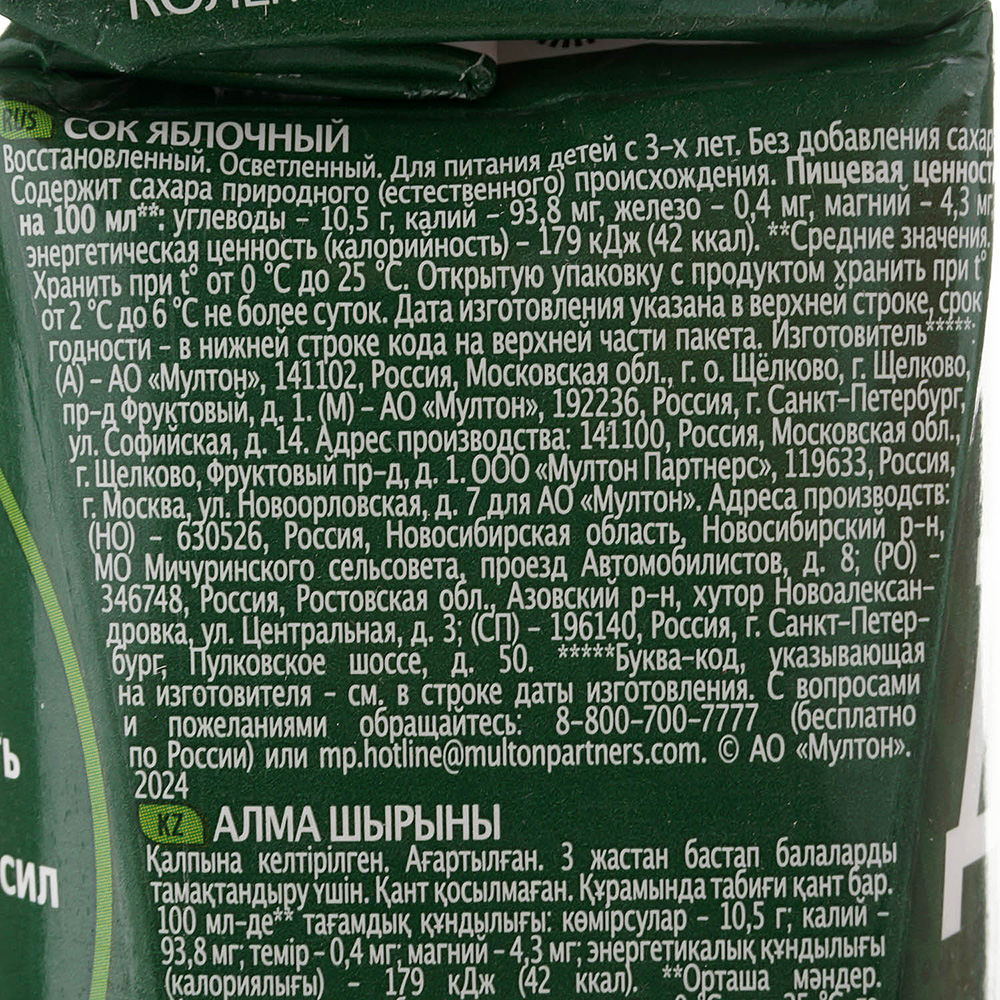 RUS СОК ЯБЛОЧНЫЙ
Восстановленный. Осветленный. Для питания детей с 3-х лет. Без добавления
Содержит сахара природного (естественного) происхождения. Пищевая
на 100 мл**: углеводы – 10,5 г, калий – 93,8 мг, железо – 0,4 мг, магний – 4,3 мг,
энергетическая ценность (калорийность) – 179 кДж (42 ккал). **Средние значения.
Хранить при t° от 0 °C до 25 °C. Открытую упаковку с продуктом хранить при t°
от 2 °C до 6 °C не более суток. Дата изготовления указана в верхней строке, срок
годности – в нижней строке кода на верхней части пакета. Изготовитель*****:
(А) – АО «Мултон», 141102, Россия, Московская обл., г. о. Щёлково, г. Щелково,
пр-д Фруктовый, д. 1. (М) – АО «Мултон», 192236, Россия, г. Санкт-Петербург,
ул. Софийская, д. 14. Адрес производства: 141100, Россия, Московская обл.,
г. Щелково, Фруктовый пр-д, д. 1. ООО «Мултон Партнерс», 119633, Россия,
г. Москва, ул. Новоорловская, д. 7 для АО «Мултон». Адреса производств:
(НО) – 630526, Россия, Новосибирская область, Новосибирский р-н,
МО Мичуринского сельсовета, проезд Автомобилистов, д. 8; (РО) –
346748, Россия, Ростовская обл., Азовский р-н, хутор Новоалексан-
дровка, ул. Центральная, д. 3; (СП) – 196140, Россия, г. Санкт-Петер-
бург, Пулковское шоссе, д. 50. *****Буква-код, указывающая
на изготовителя – см. в строке даты изготовления. С вопросами
и пожеланиями обращайтесь: 8-800-700-7777 (бесплатно
по России) или mp.hotline@multonpartners.com. © АО «Мултон».
2024
KZ АЛМА ШЫРЫНЫ
Қалпына келтірілген. Ағартылған. 3 жастан бастап балаларды
тамақтандыру үшін. Қант қосылмаған. Құрамында табиғи қант бар.
100 мл-де** тағамдық құндылығы: көмірсулар – 10,5 г; калий –
93,8 мг; темір – 0,4 мг; магний – 4,3 мг; энергетикалық құндылығы
(калориялығы) – 179 кДж (42 ккал). **Орташа мәндер.